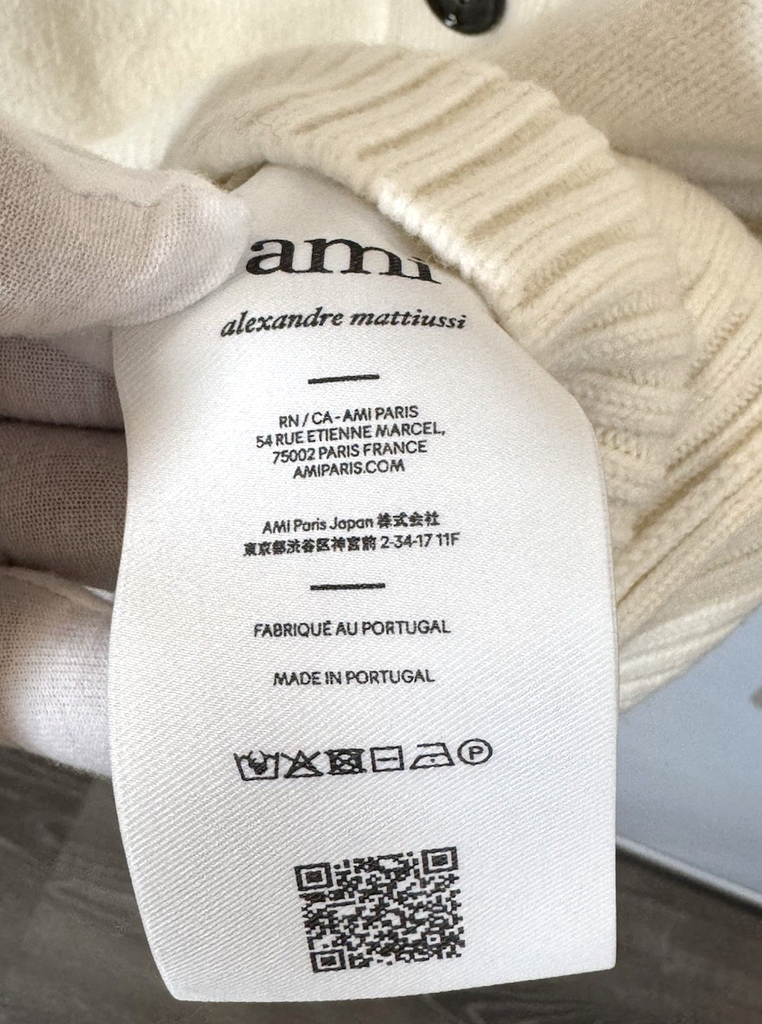 ami
alexandre mattiussi
RN / CA - AMI PARIS
54 RUE ETIENNE MARCEL,
75002 PARIS FRANCE
AMIPARIS.COM
AMI Paris Japan 株式会社
東京都渋谷区神宮前 2-34-17 11F
FABRIQUÉ AU PORTUGAL
MADE IN PORTUGAL
P